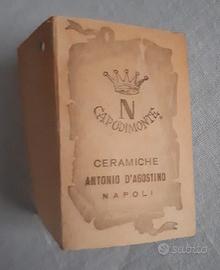 N
CAPODIMONTE
CERAMICHE
ANTONIO D'AGOSTINO
NAPOLI
subito